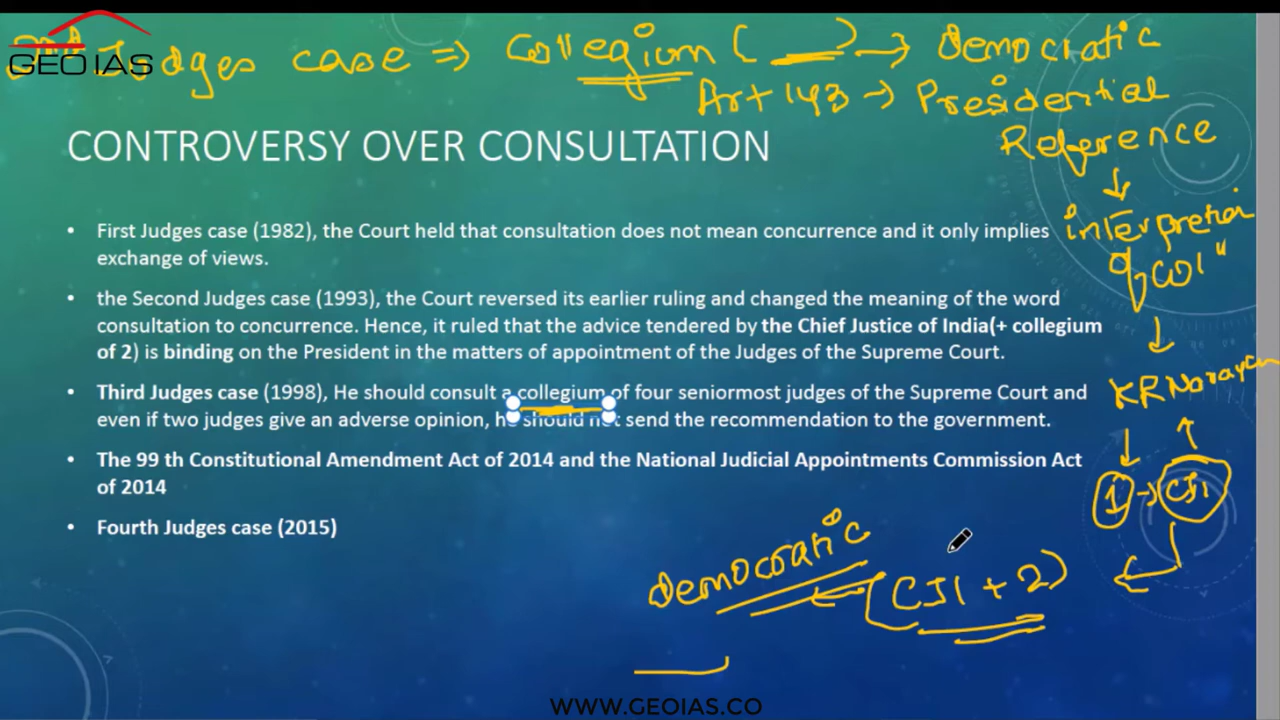 GEO IAS
Judges case => Collegium ( ) -> democratic
Art 143 -> Presidential
Reference
interpretion
of COI"
KR Narayan
1 -> CJI
CONTROVERSY OVER CONSULTATION
• First Judges case (1982), the Court held that consultation does not mean concurrence and it only implies
exchange of views.
• the Second Judges case (1993), the Court reversed its earlier ruling and changed the meaning of the word
consultation to concurrence. Hence, it ruled that the advice tendered by the Chief Justice of India(+ collegium
of 2) is binding on the President in the matters of appointment of the Judges of the Supreme Court.
• Third Judges case (1998), He should consult a collegium of four seniormost judges of the Supreme Court and
even if two judges give an adverse opinion, he should not send the recommendation to the government.
• The 99 th Constitutional Amendment Act of 2014 and the National Judicial Appointments Commission Act
of 2014
• Fourth Judges case (2015)
democratic
(CJI + 2)
WWW.GEOIAS.CO